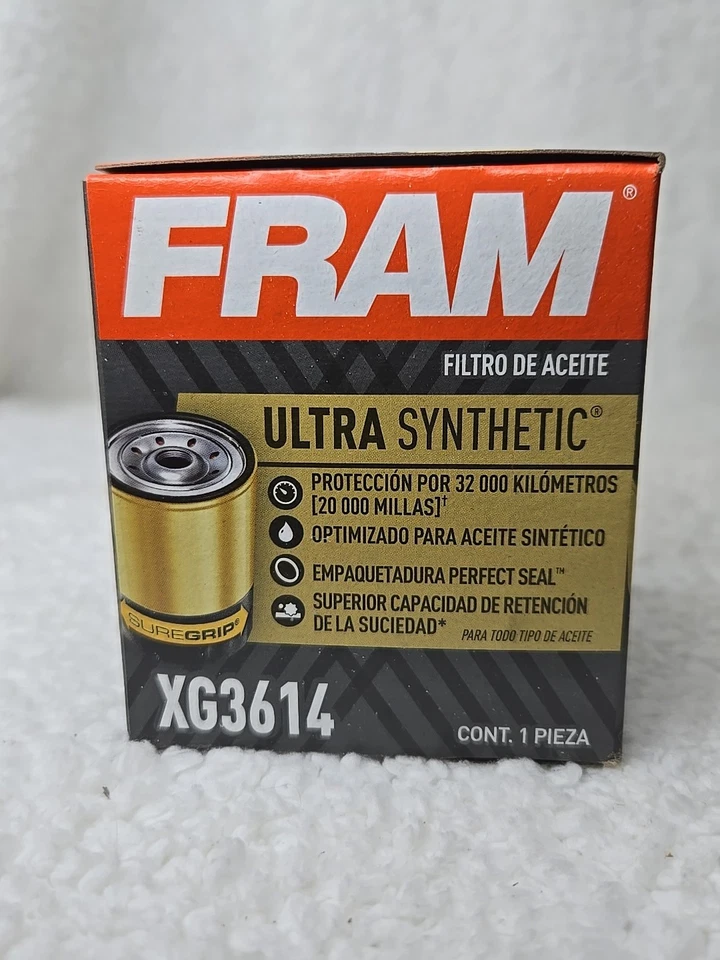 FRAM®
FILTRO DE ACEITE
ULTRA SYNTHETIC®
PROTECCIÓN POR 32 000 KILÓMETROS
[20 000 MILLAS]†
OPTIMIZADO PARA ACEITE SINTÉTICO
EMPAQUETADURA PERFECT SEAL™
SUPERIOR CAPACIDAD DE RETENCIÓN
DE LA SUCIEDAD*
PARA TODO TIPO DE ACEITE
SUREGRIP®
XG3614
CONT. 1 PIEZA